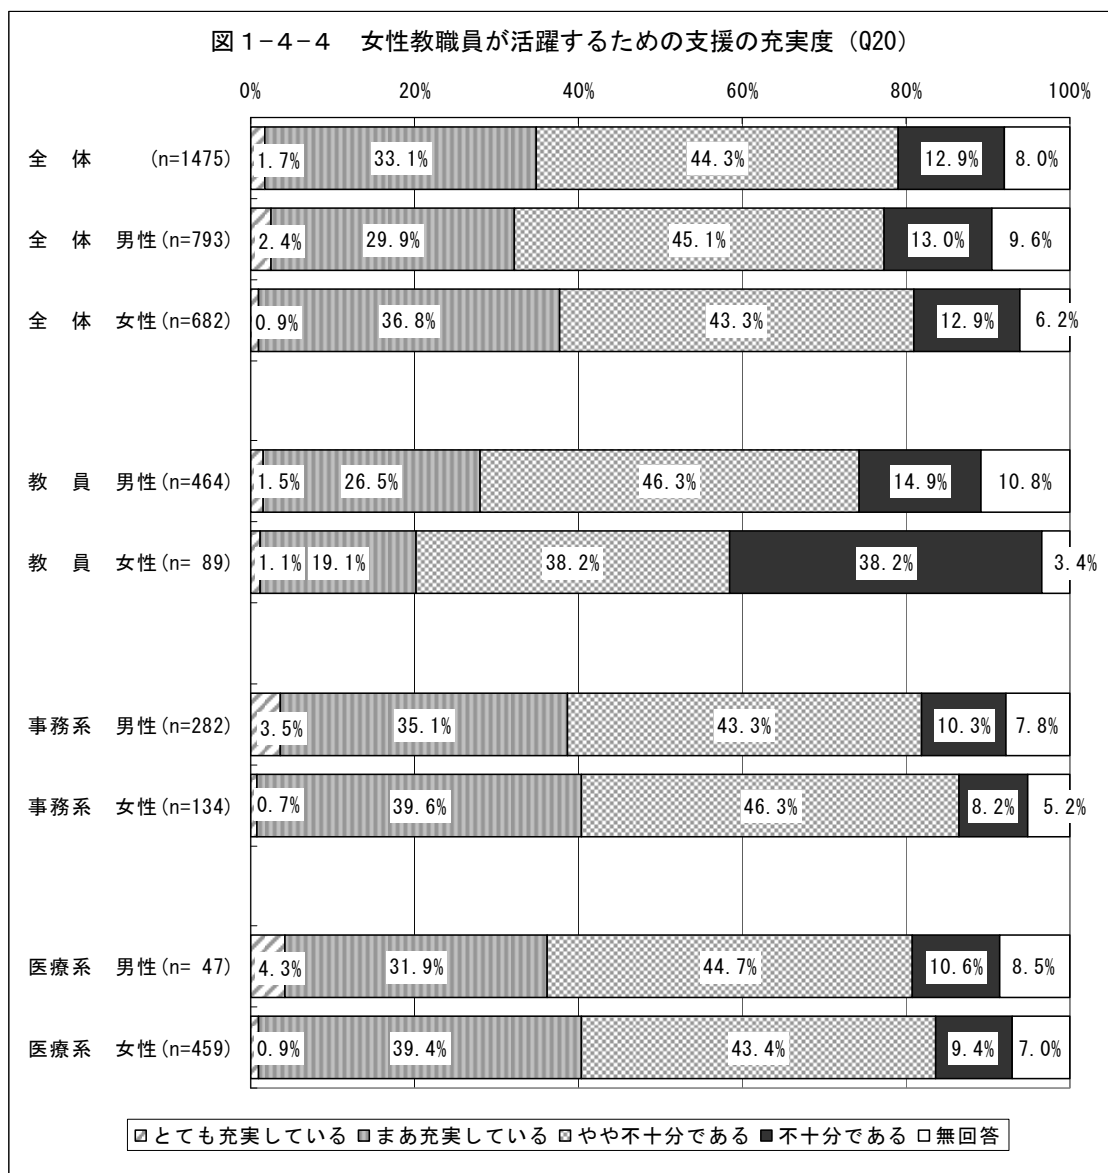 図1-4-4　女性教職員が活躍するための支援の充実度（Q20）
0% 20% 40% 60% 80% 100%
全　体　　　(n=1475) 1.7% 33.1% 44.3% 12.9% 8.0%
全　体　男性(n=793) 2.4% 29.9% 45.1% 13.0% 9.6%
全　体　女性(n=682) 0.9% 36.8% 43.3% 12.9% 6.2%
教　員　男性(n=464) 1.5% 26.5% 46.3% 14.9% 10.8%
教　員　女性(n= 89) 1.1% 19.1% 38.2% 38.2% 3.4%
事務系　男性(n=282) 3.5% 35.1% 43.3% 10.3% 7.8%
事務系　女性(n=134) 0.7% 39.6% 46.3% 8.2% 5.2%
医療系　男性(n= 47) 4.3% 31.9% 44.7% 10.6% 8.5%
医療系　女性(n=459) 0.9% 39.4% 43.4% 9.4% 7.0%
とても充実している まあ充実している やや不十分である 不十分である 無回答